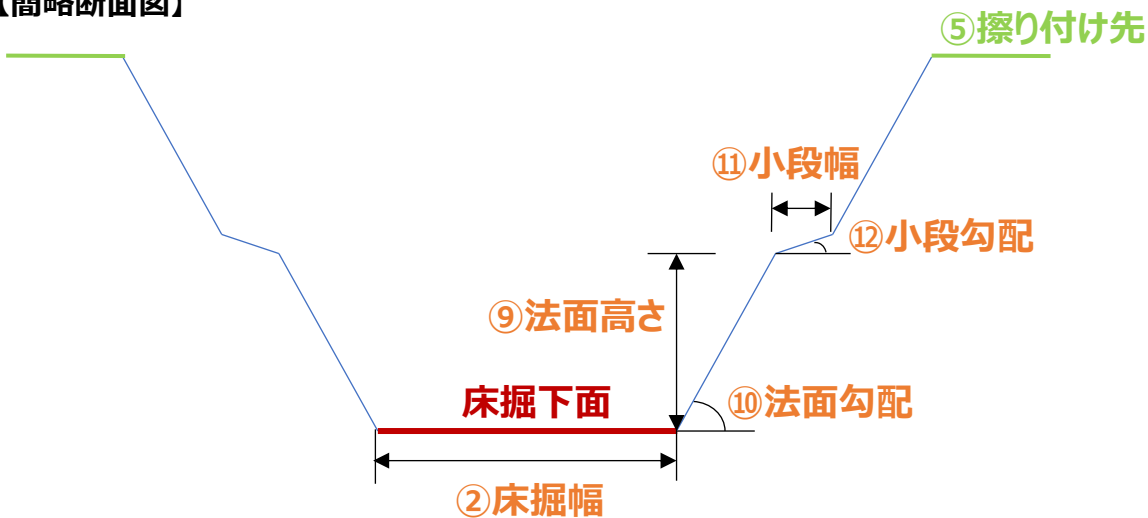 【簡略断面図】
⑤擦り付け先
⑪小段幅
⑫小段勾配
⑨法面高さ
床掘下面
⑩法面勾配
②床掘幅